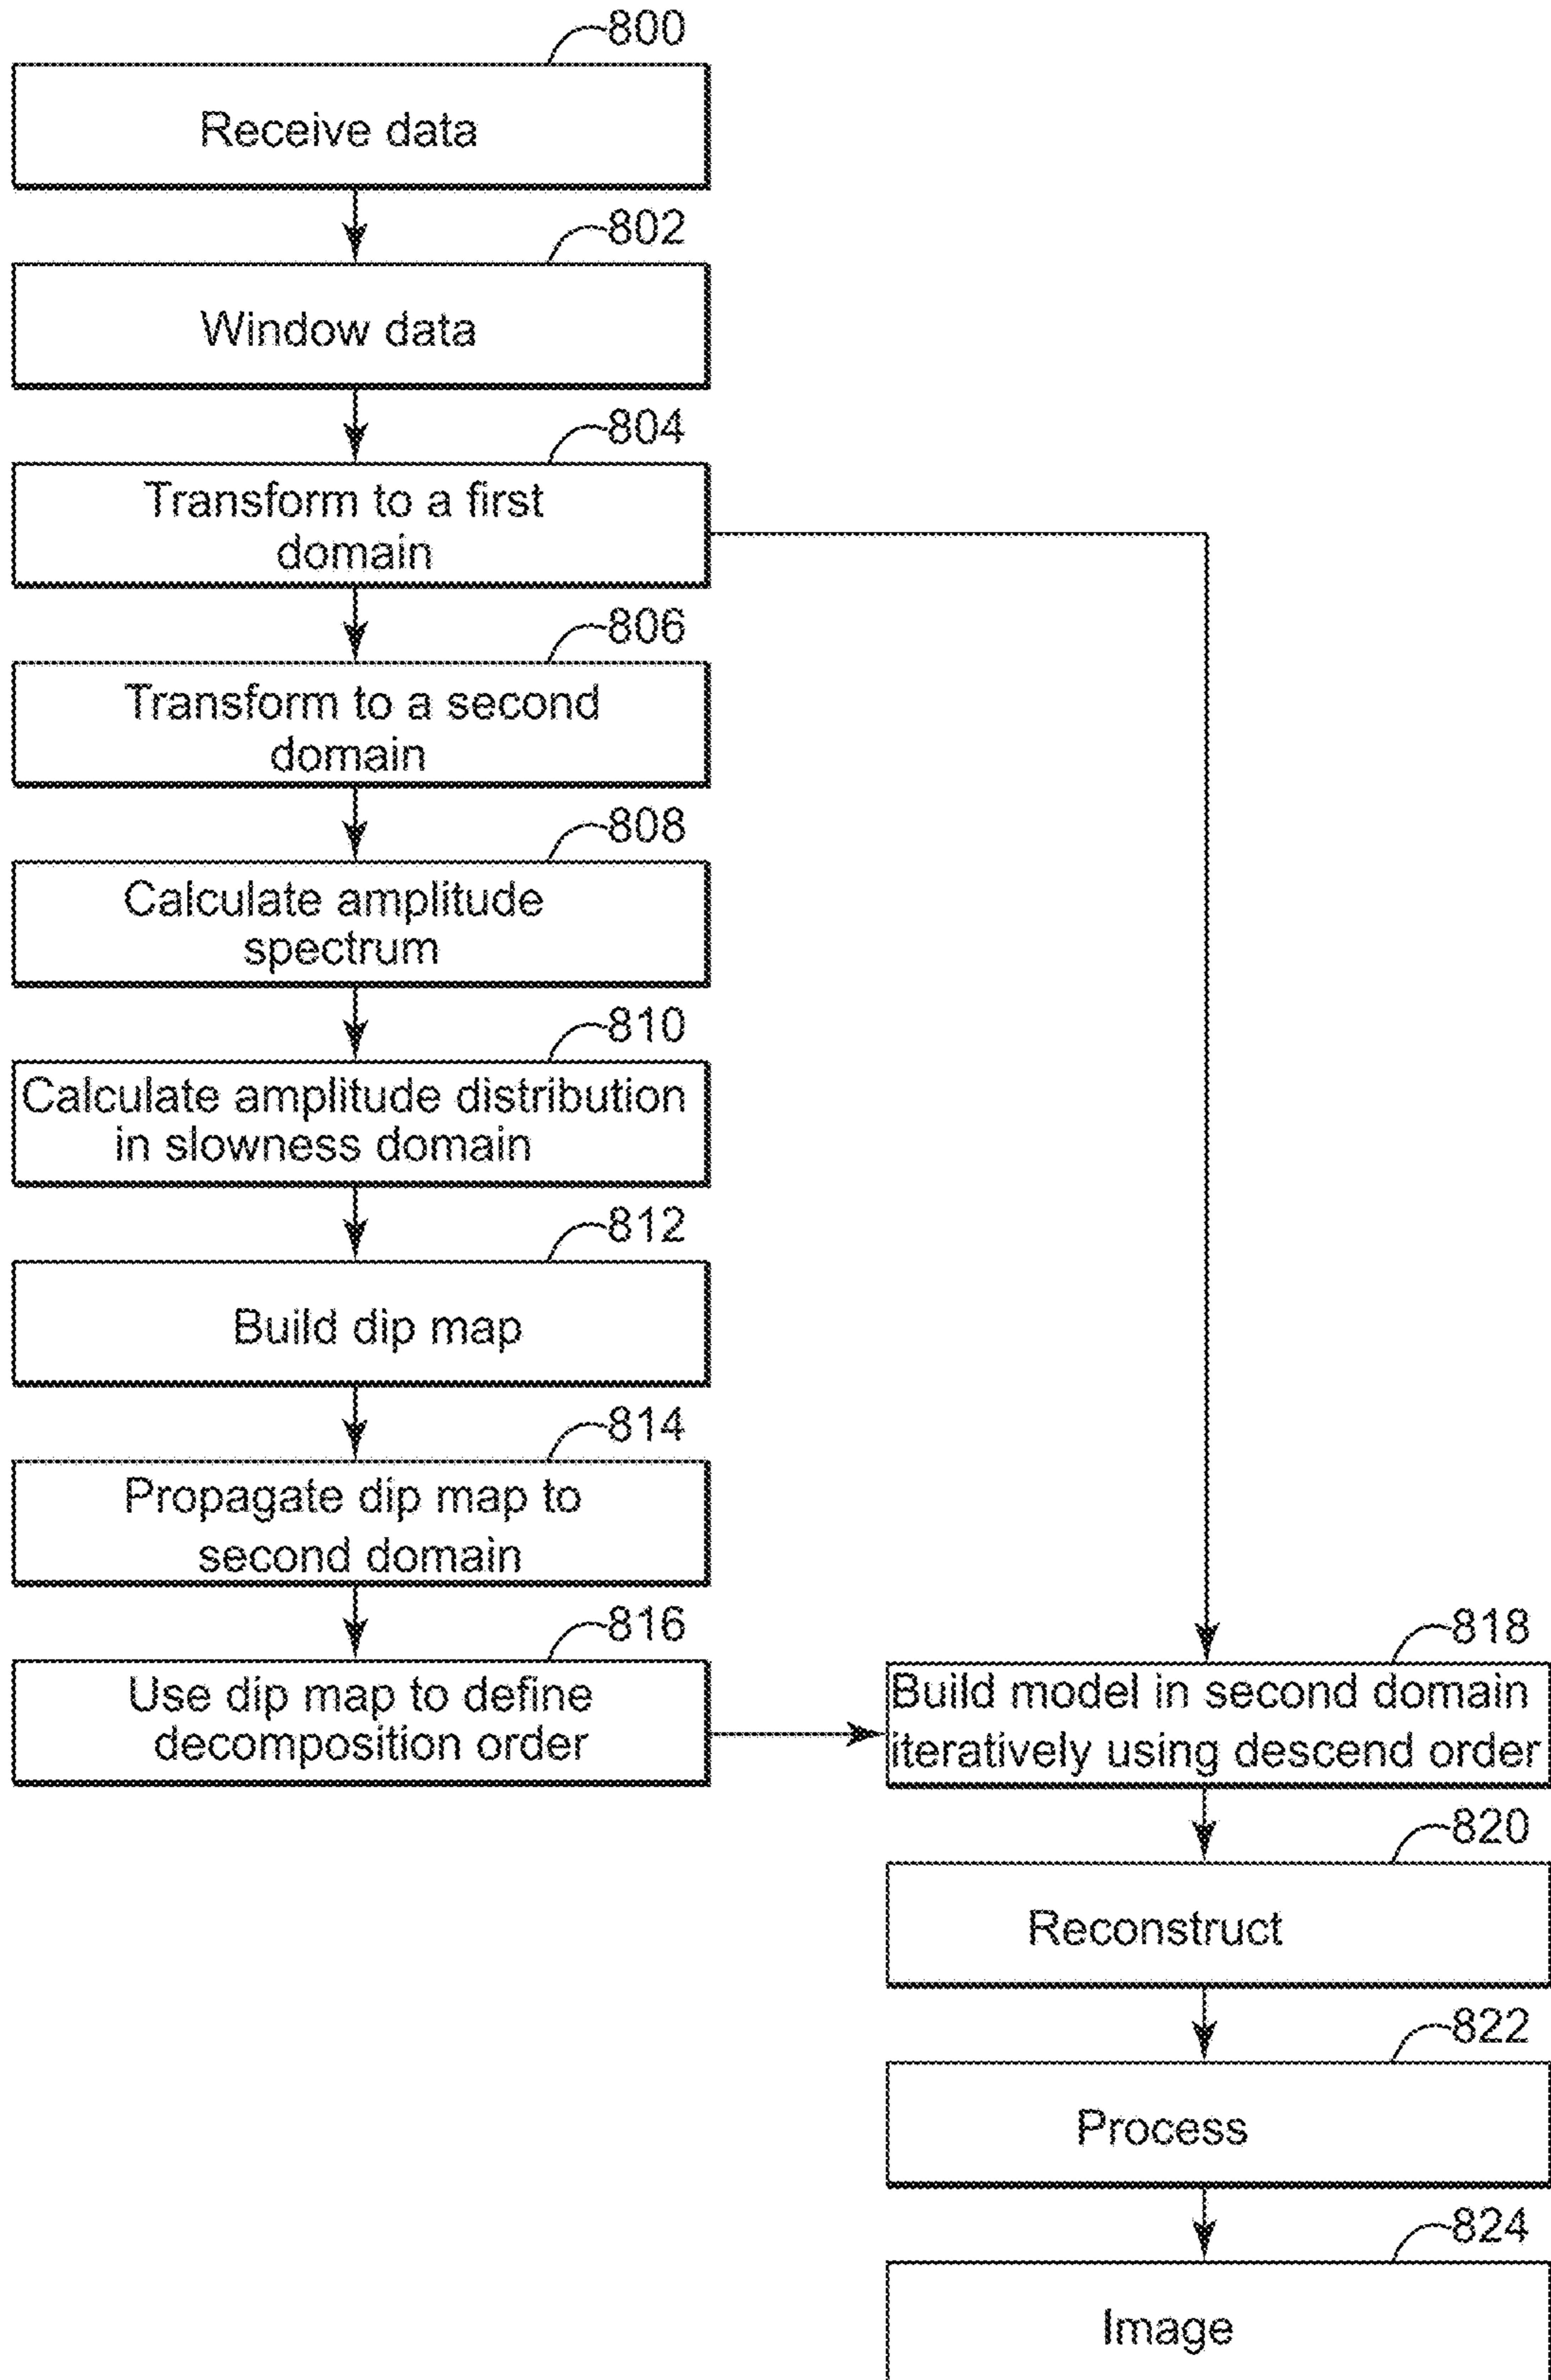 800
Receive data
802
Window data
804
Transform to a first
domain
806
Transform to a second
domain
808
Calculate amplitude
spectrum
810
Calculate amplitude distribution
in slowness domain
812
Build dip map
814
Propagate dip map to
second domain
816
Use dip map to define
decomposition order
818
Build model in second domain
iteratively using descend order
820
Reconstruct
822
Process
824
Image